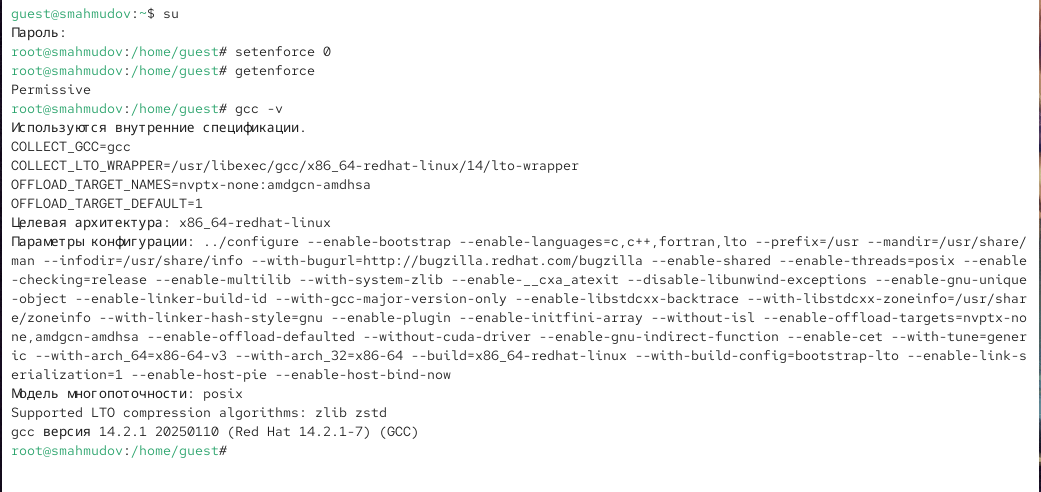 guest@smahmudov:~$ su
Пароль:
root@smahmudov:/home/guest# setenforce 0
root@smahmudov:/home/guest# getenforce
Permissive
root@smahmudov:/home/guest# gcc -v
Используются внутренние спецификации.
COLLECT_GCC=gcc
COLLECT_LTO_WRAPPER=/usr/libexec/gcc/x86_64-redhat-linux/14/lto-wrapper
OFFLOAD_TARGET_NAMES=nvptx-none:amdgcn-amdhsa
OFFLOAD_TARGET_DEFAULT=1
Целевая архитектура: x86_64-redhat-linux
Параметры конфигурации: ../configure --enable-bootstrap --enable-languages=c,c++,fortran,lto --prefix=/usr --mandir=/usr/share/
man --infodir=/usr/share/info --with-bugurl=http://bugzilla.redhat.com/bugzilla --enable-shared --enable-threads=posix --enable
-checking=release --enable-multilib --with-system-zlib --enable-__cxa_atexit --disable-libunwind-exceptions --enable-gnu-unique
-object --enable-linker-build-id --with-gcc-major-version-only --enable-libstdcxx-backtrace --with-libstdcxx-zoneinfo=/usr/shar
e/zoneinfo --with-linker-hash-style=gnu --enable-plugin --enable-initfini-array --without-isl --enable-offload-targets=nvptx-no
ne,amdgcn-amdhsa --enable-offload-defaulted --without-cuda-driver --enable-gnu-indirect-function --enable-cet --with-tune=gener
ic --with-arch_64=x86-64-v3 --with-arch_32=x86-64 --build=x86_64-redhat-linux --with-build-config=bootstrap-lto --enable-link-s
erialization=1 --enable-host-pie --enable-host-bind-now
Модель многопоточности: posix
Supported LTO compression algorithms: zlib zstd
gcc версия 14.2.1 20250110 (Red Hat 14.2.1-7) (GCC)
root@smahmudov:/home/guest#